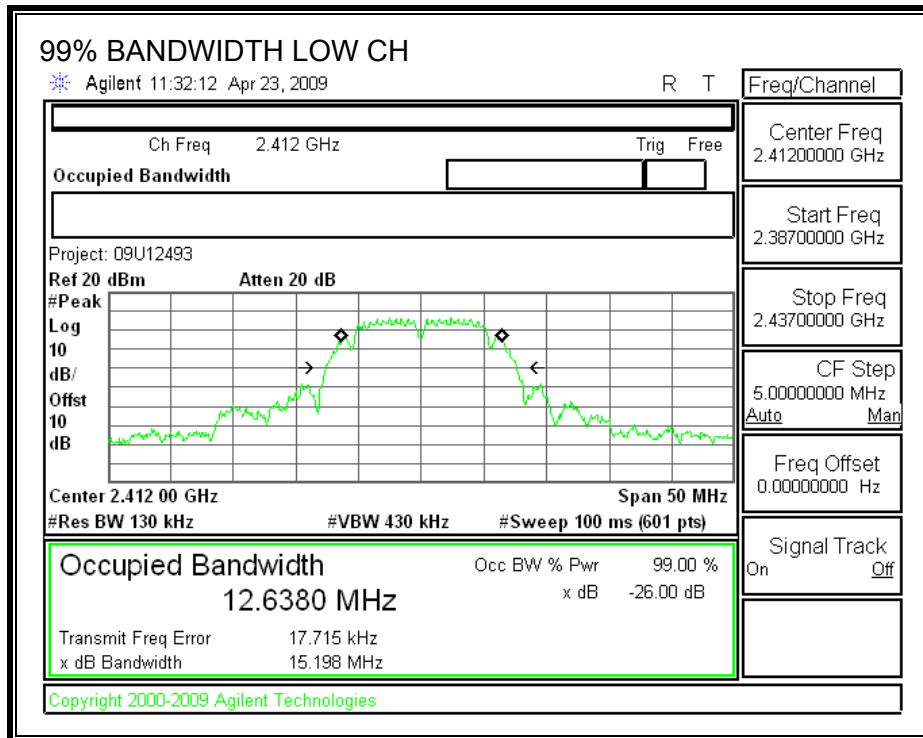 99% BANDWIDTH LOW CH
Agilent 11:32:12 Apr 23, 2009 R T
Freq/Channel
Ch Freq 2.412 GHz Trig Free
Occupied Bandwidth
Center Freq
2.41200000 GHz
Start Freq
2.38700000 GHz
Stop Freq
2.43700000 GHz
CF Step
5.00000000 MHz
Auto Man
Freq Offset
0.00000000 Hz
Signal Track
On Off
Project: 09U12493
Ref 20 dBm Atten 20 dB
#Peak
Log
10
dB/
Offst
10
dB
Center 2.412 00 GHz Span 50 MHz
#Res BW 130 kHz #VBW 430 kHz #Sweep 100 ms (601 pts)
Occupied Bandwidth Occ BW % Pwr 99.00 %
12.6380 MHz x dB -26.00 dB
Transmit Freq Error 17.715 kHz
x dB Bandwidth 15.198 MHz
Copyright 2000-2009 Agilent Technologies